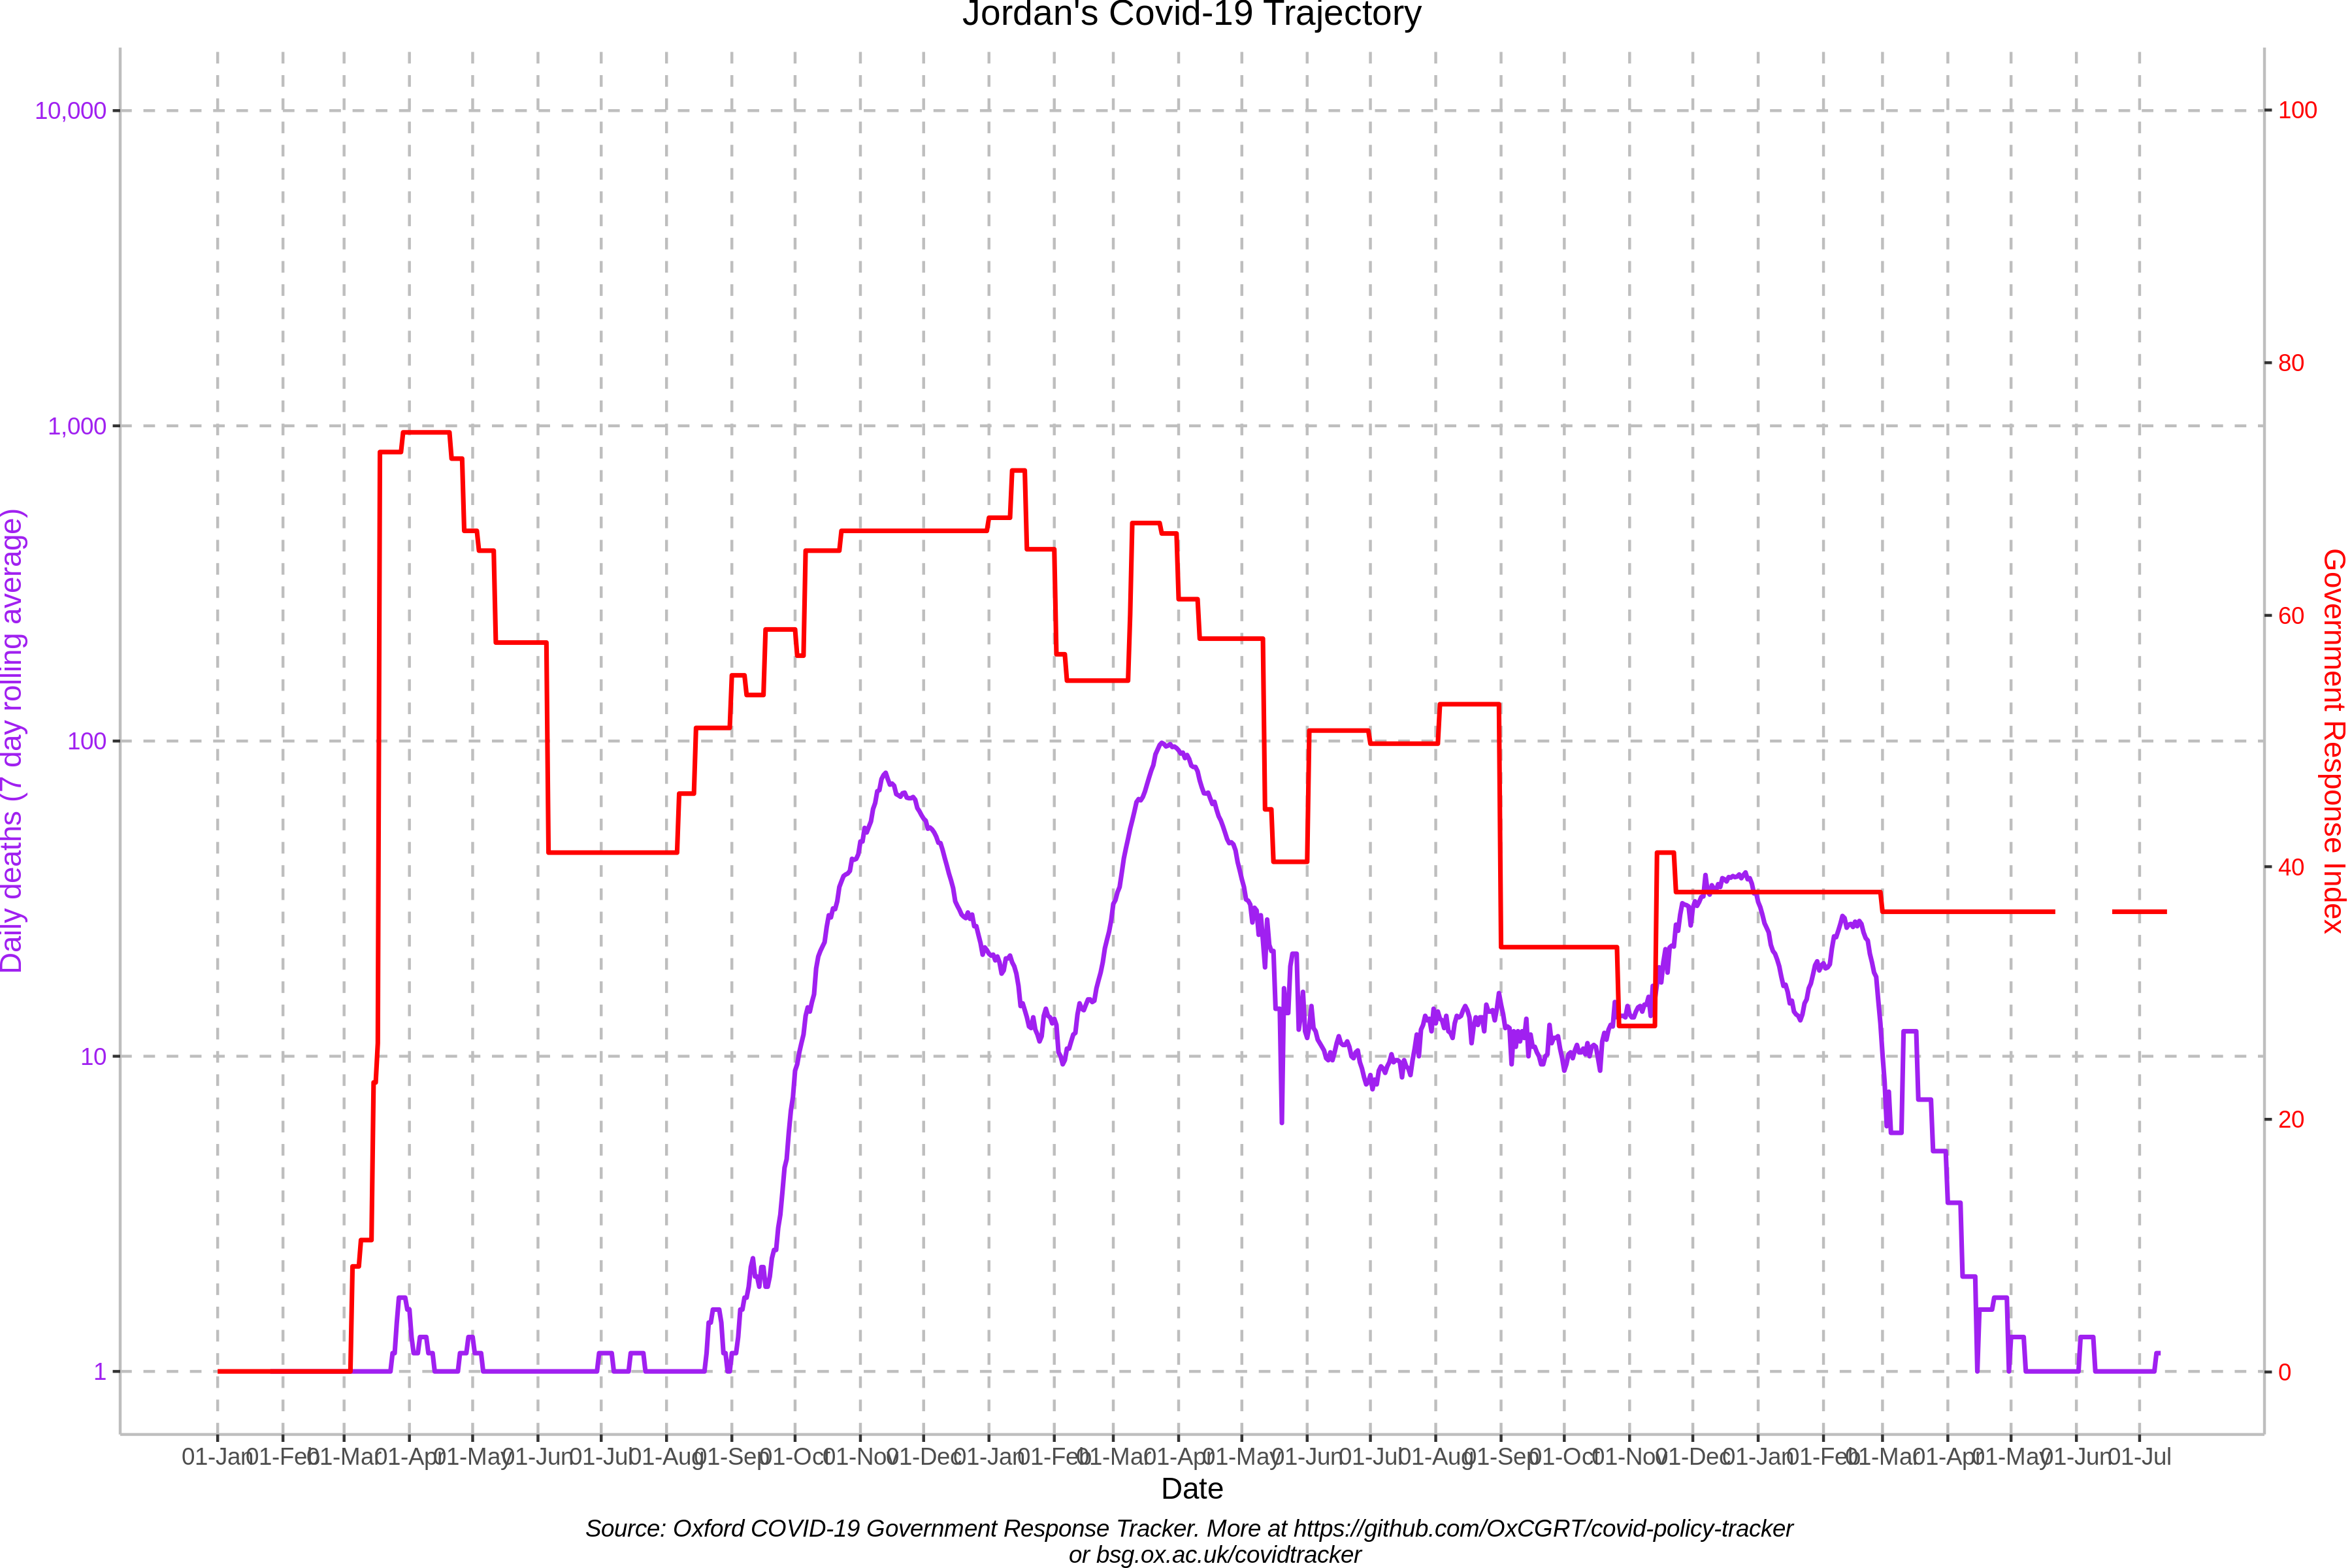 Jordan's Covid-19 Trajectory
10,000
1,000
100
10
1
Daily deaths (7 day rolling average)
100
80
60
40
20
0
Government Response Index
01-Jan 01-Feb 01-Mar 01-Apr 01-May 01-Jun 01-Jul 01-Aug 01-Sep 01-Oct 01-Nov 01-Dec 01-Jan 01-Feb 01-Mar 01-Apr 01-May 01-Jun 01-Jul 01-Aug 01-Sep 01-Oct 01-Nov 01-Dec 01-Jan 01-Feb 01-Mar 01-Apr 01-May 01-Jun 01-Jul
Date
Source: Oxford COVID-19 Government Response Tracker. More at https://github.com/OxCGRT/covid-policy-tracker
or bsg.ox.ac.uk/covidtracker